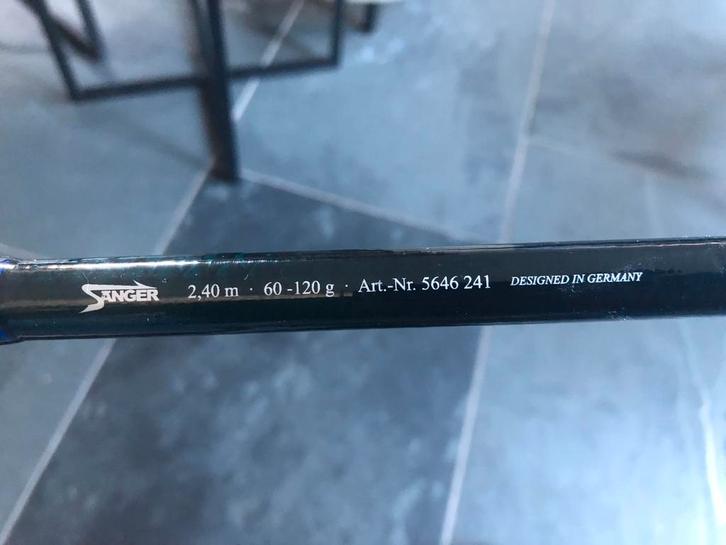 SÄNGER 2,40 m · 60 -120 g · Art.-Nr. 5646 241 DESIGNED IN GERMANY